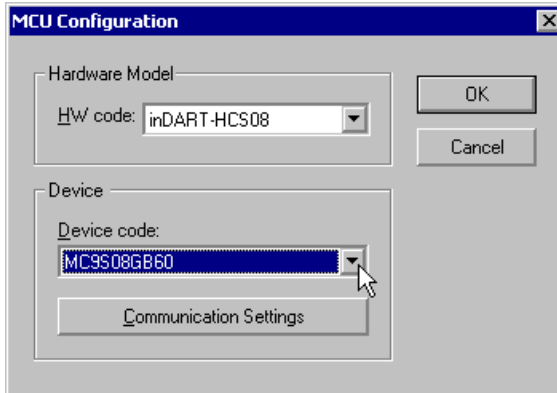 MCU Configuration
Hardware Model
HW code: inDART-HCS08
OK
Cancel
Device
Device code:
MC9S08GB60
Communication Settings